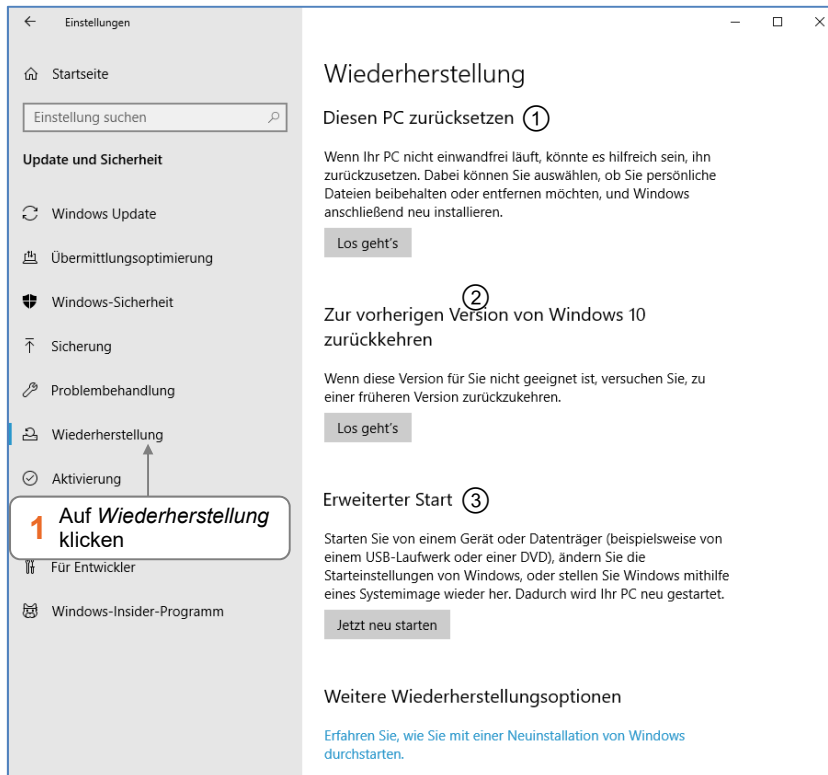 Einstellungen
Startseite
Einstellung suchen
Update und Sicherheit
Windows Update
Übermittlungsoptimierung
Windows-Sicherheit
Sicherung
Problembehandlung
Wiederherstellung
Aktivierung
1 Auf Wiederherstellung
klicken
Für Entwickler
Windows-Insider-Programm
Wiederherstellung
Diesen PC zurücksetzen 1
Wenn Ihr PC nicht einwandfrei läuft, könnte es hilfreich sein, ihn
zurückzusetzen. Dabei können Sie auswählen, ob Sie persönliche
Dateien beibehalten oder entfernen möchten, und Windows
anschließend neu installieren.
Los geht's
2
Zur vorherigen Version von Windows 10
zurückkehren
Wenn diese Version für Sie nicht geeignet ist, versuchen Sie, zu
einer früheren Version zurückzukehren.
Los geht's
Erweiterter Start 3
Starten Sie von einem Gerät oder Datenträger (beispielsweise von
einem USB-Laufwerk oder einer DVD), ändern Sie die
Starteinstellungen von Windows, oder stellen Sie Windows mithilfe
eines Systemimage wieder her. Dadurch wird Ihr PC neu gestartet.
Jetzt neu starten
Weitere Wiederherstellungsoptionen
Erfahren Sie, wie Sie mit einer Neuinstallation von Windows
durchstarten.